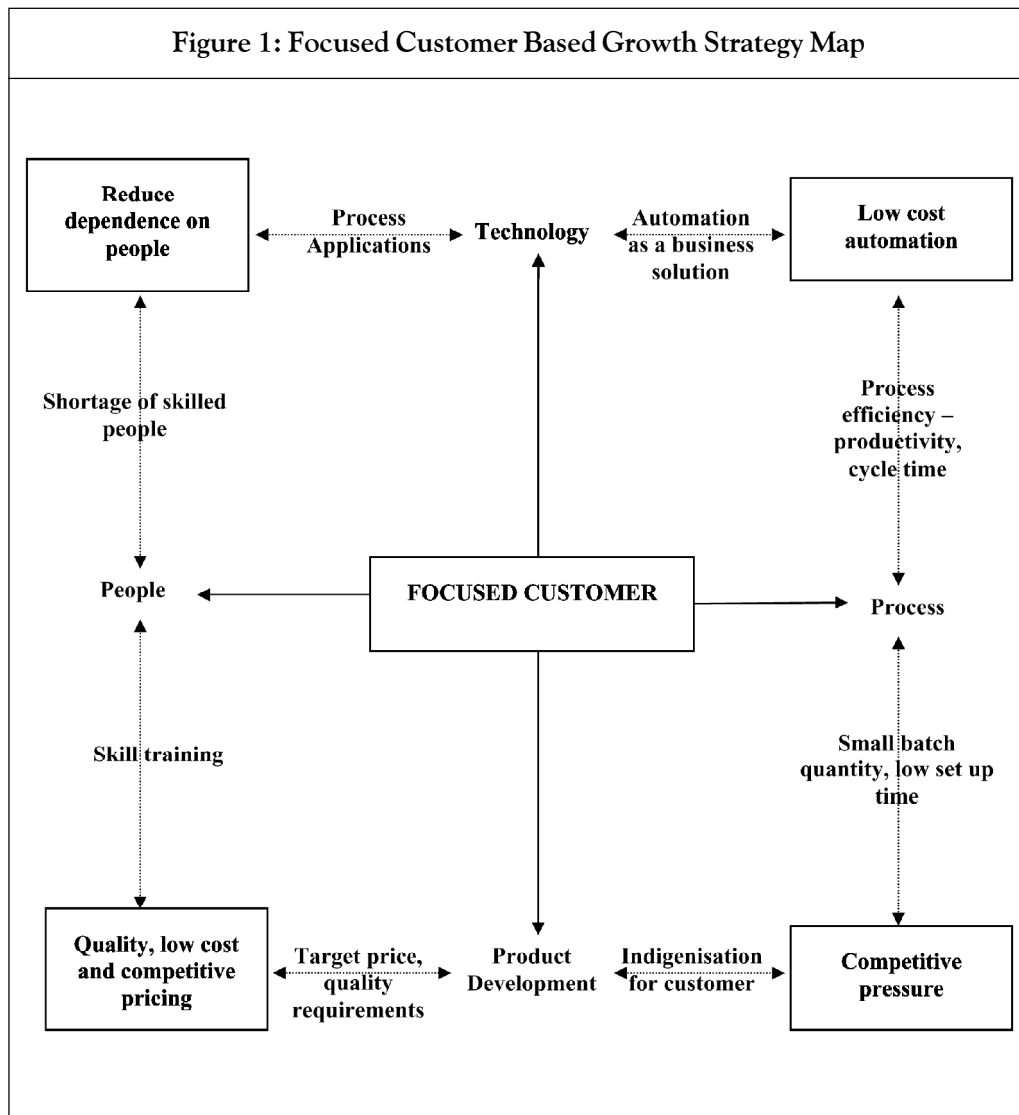 Figure 1: Focused Customer Based Growth Strategy Map
Reduce
dependence on
people
Process
Applications
Technology
Automation
as a business
solution
Low cost
automation
Shortage of skilled
people
Process
efficiency –
productivity,
cycle time
People
FOCUSED CUSTOMER
Process
Skill training
Small batch
quantity, low set up
time
Quality, low cost
and competitive
pricing
Target price,
quality
requirements
Product
Development
Indigenisation
for customer
Competitive
pressure